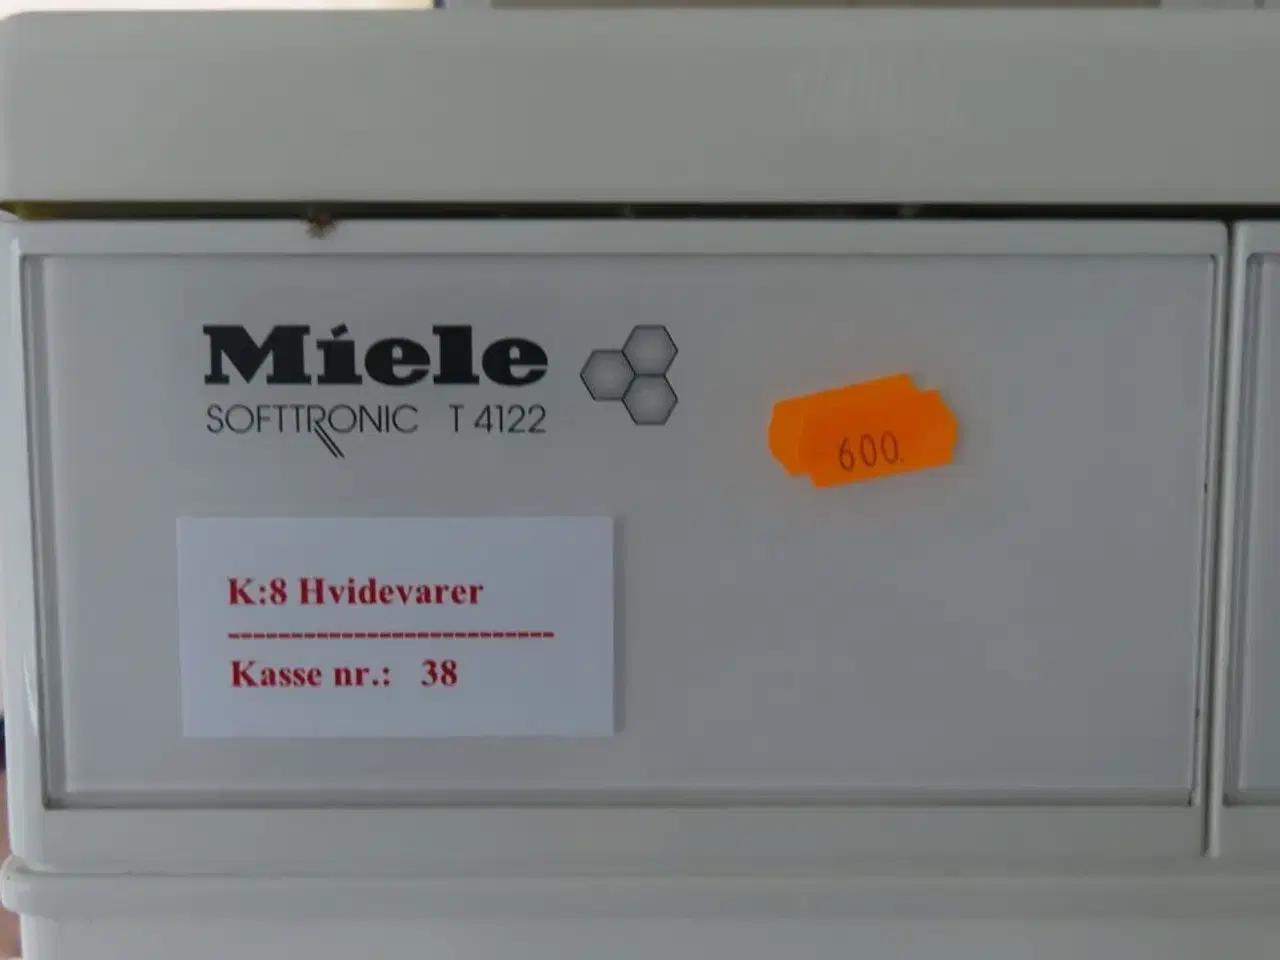 Miele
SOFTTRONIC T 4122
600.
K:8 Hvidevarer
--------------------------
Kasse nr.: 38